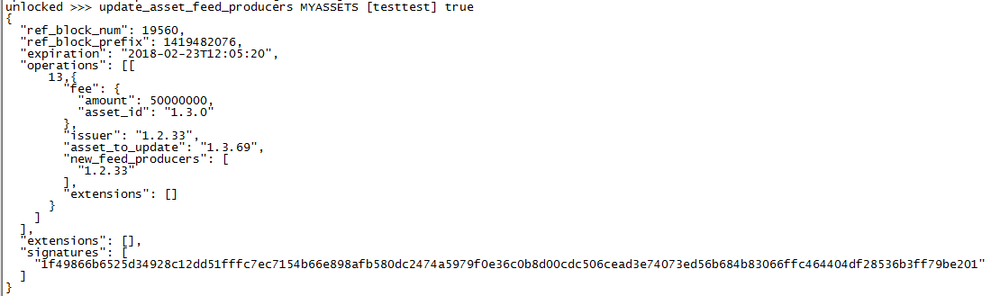 unlocked >>> update_asset_feed_producers MYASSETS [testtest] true
{
  "ref_block_num": 19560,
  "ref_block_prefix": 1419482076,
  "expiration": "2018-02-23T12:05:20",
  "operations": [[
      13,{
        "fee": {
          "amount": 50000000,
          "asset_id": "1.3.0"
        },
        "issuer": "1.2.33",
        "asset_to_update": "1.3.69",
        "new_feed_producers": [
          "1.2.33"
        ],
        "extensions": []
      }
    ]
  ],
  "extensions": [],
  "signatures": [
    "1f49866b6525d34928c12dd51fffc7ec7154b66e898afb580dc2474a5979f0e36c0b8d00cdc506cead3e74073ed56b684b83066ffc464404df28536b3ff79be201"
  ]
}